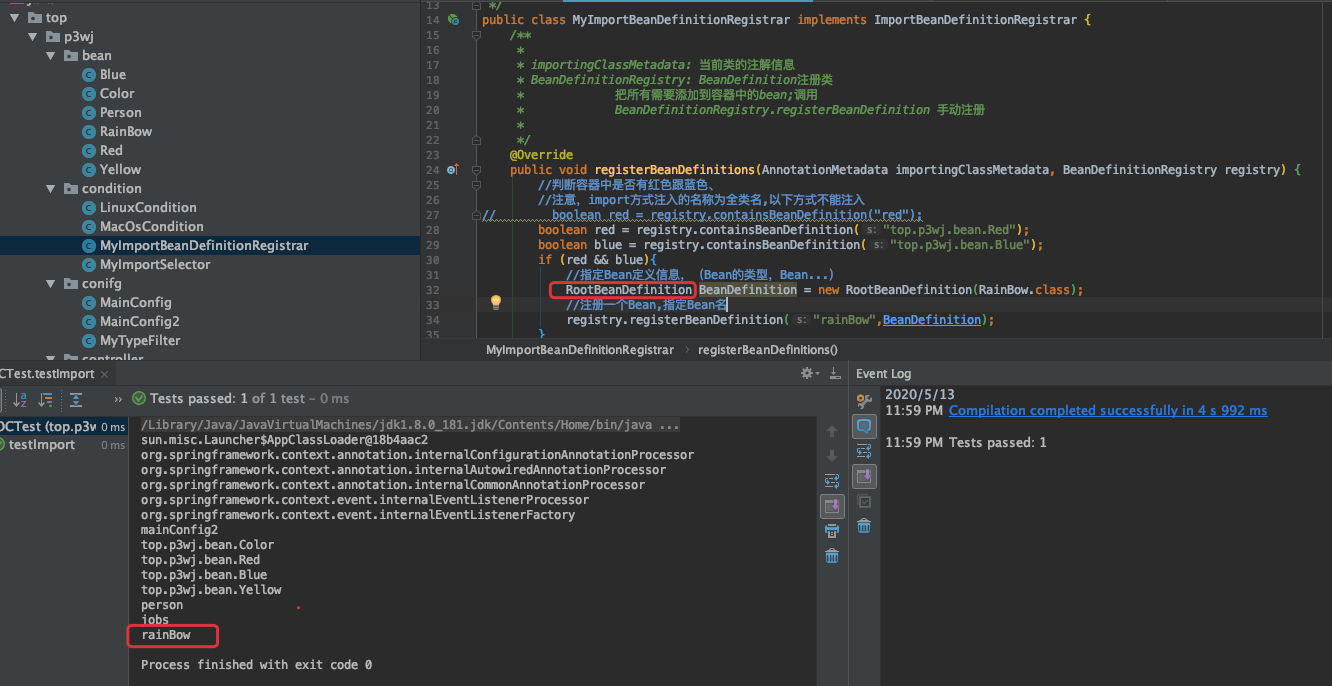 top
p3wj
bean
Blue
Color
Person
RainBow
Red
Yellow
condition
LinuxCondition
MacOsCondition
MyImportBeanDefinitionRegistrar
MyImportSelector
conifg
MainConfig
MainConfig2
MyTypeFilter
controller
13 */
14 public class MyImportBeanDefinitionRegistrar implements ImportBeanDefinitionRegistrar {
15 /**
16 *
17 * importingClassMetadata: 当前类的注解信息
18 * BeanDefinitionRegistry: BeanDefinition注册类
19 * 把所有需要添加到容器中的bean;调用
20 * BeanDefinitionRegistry.registerBeanDefinition 手动注册
21 *
22 */
23 @Override
24 public void registerBeanDefinitions(AnnotationMetadata importingClassMetadata, BeanDefinitionRegistry registry) {
25 //判断容器中是否有红色跟蓝色、
26 //注意，import方式注入的名称为全类名,以下方式不能注入
27 // boolean red = registry.containsBeanDefinition("red");
28 boolean red = registry.containsBeanDefinition( s: "top.p3wj.bean.Red");
29 boolean blue = registry.containsBeanDefinition( s: "top.p3wj.bean.Blue");
30 if (red && blue){
31 //指定Bean定义信息，（Bean的类型，Bean...）
32 RootBeanDefinition BeanDefinition = new RootBeanDefinition(RainBow.class);
33 //注册一个Bean,指定Bean名
34 registry.registerBeanDefinition( s: "rainBow",BeanDefinition);
35 }
MyImportBeanDefinitionRegistrar › registerBeanDefinitions()
CTest.testImport ×
» Tests passed: 1 of 1 test – 0 ms
OCTest (top.p3w 0 ms
testImport 0 ms
/Library/Java/JavaVirtualMachines/jdk1.8.0_181.jdk/Contents/Home/bin/java ...
sun.misc.Launcher$AppClassLoader@18b4aac2
org.springframework.context.annotation.internalConfigurationAnnotationProcessor
org.springframework.context.annotation.internalAutowiredAnnotationProcessor
org.springframework.context.annotation.internalCommonAnnotationProcessor
org.springframework.context.event.internalEventListenerProcessor
org.springframework.context.event.internalEventListenerFactory
mainConfig2
top.p3wj.bean.Color
top.p3wj.bean.Red
top.p3wj.bean.Blue
top.p3wj.bean.Yellow
person
jobs
rainBow
Process finished with exit code 0
Event Log
2020/5/13
11:59 PM Compilation completed successfully in 4 s 992 ms
11:59 PM Tests passed: 1